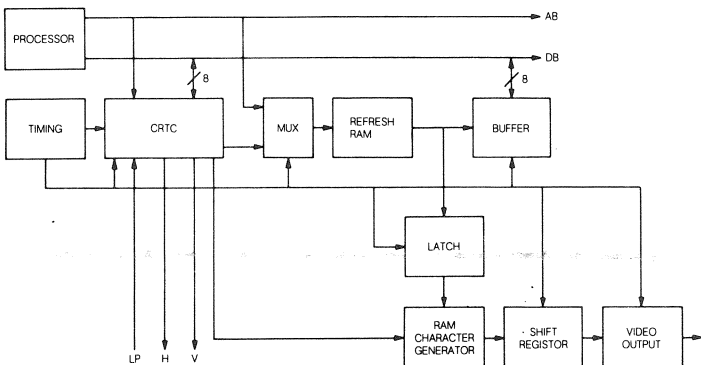 AB
PROCESSOR
DB
8
8
TIMING
CRTC
MUX
REFRESH
RAM
BUFFER
LATCH
RAM
CHARACTER
GENERATOR
SHIFT
REGISTOR
VIDEO
OUTPUT
LP
H
V